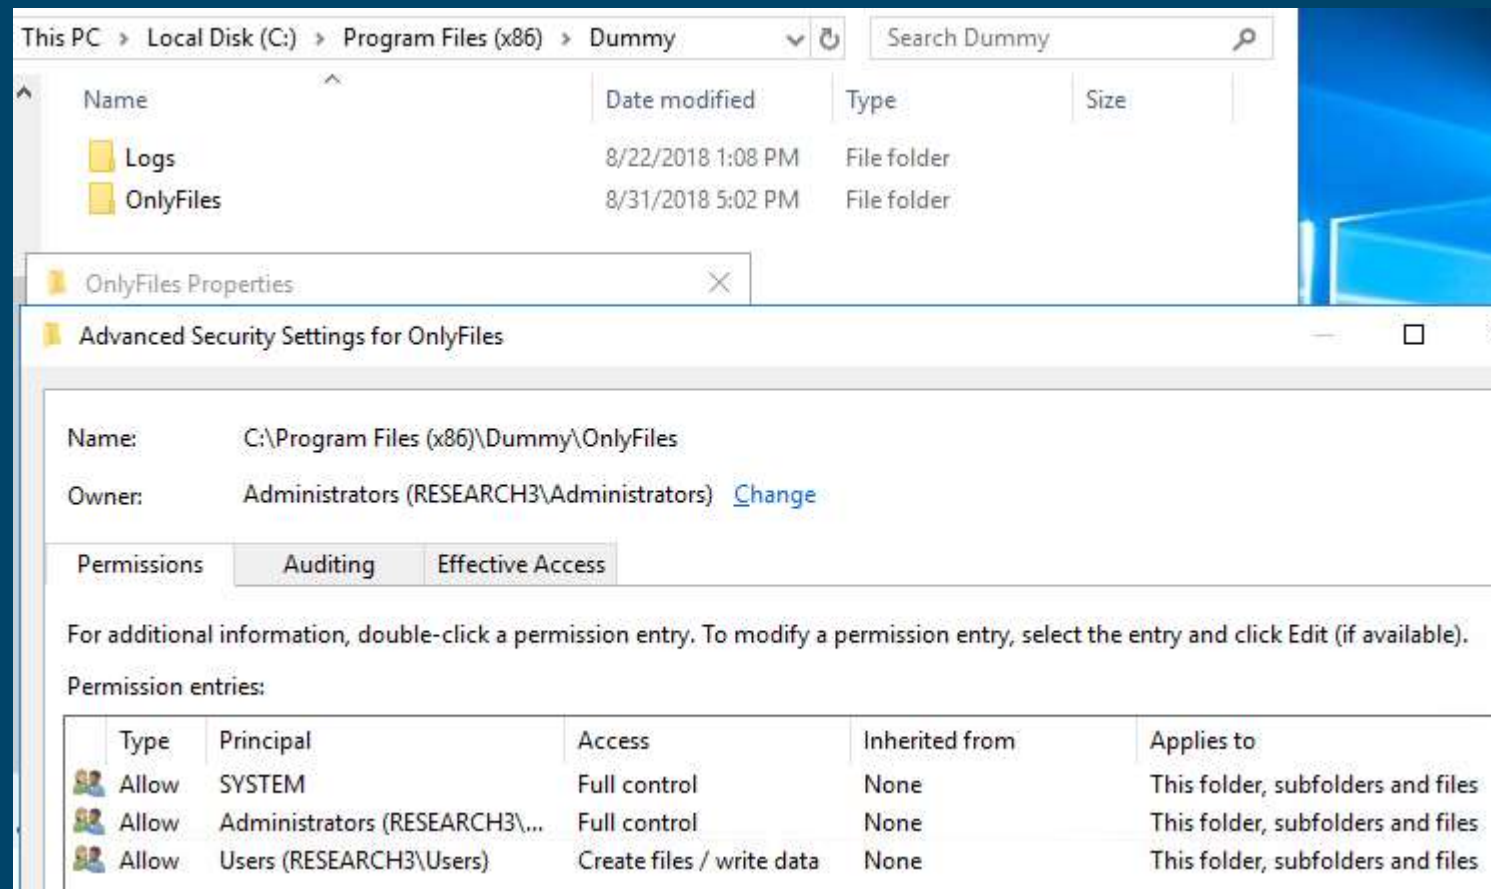 This PC > Local Disk (C:) > Program Files (x86) > Dummy Search Dummy
Name Date modified Type Size
Logs 8/22/2018 1:08 PM File folder
OnlyFiles 8/31/2018 5:02 PM File folder
OnlyFiles Properties
Advanced Security Settings for OnlyFiles
Name: C:\Program Files (x86)\Dummy\OnlyFiles
Owner: Administrators (RESEARCH3\Administrators) Change
Permissions Auditing Effective Access
For additional information, double-click a permission entry. To modify a permission entry, select the entry and click Edit (if available).
Permission entries:
Type Principal Access Inherited from Applies to
Allow SYSTEM Full control None This folder, subfolders and files
Allow Administrators (RESEARCH3\... Full control None This folder, subfolders and files
Allow Users (RESEARCH3\Users) Create files / write data None This folder, subfolders and files